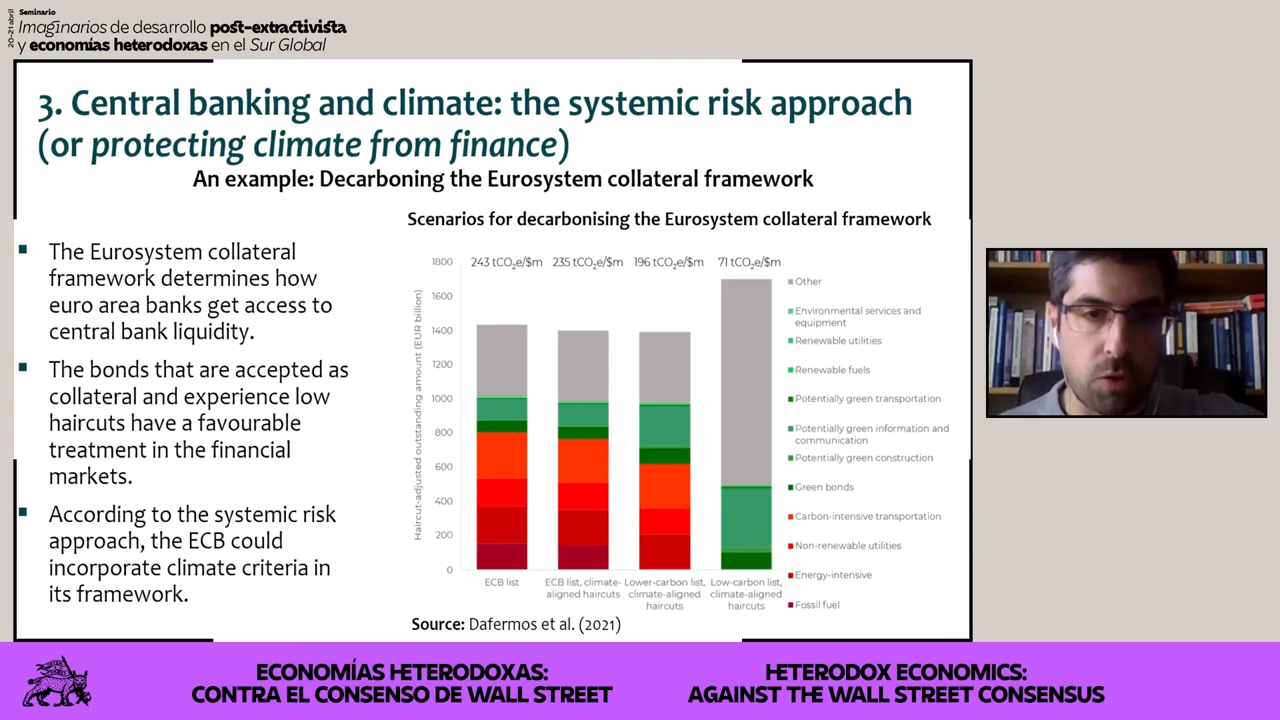 20-21 abril
Seminario
Imaginarios de desarrollo post-extractivista
y economías heterodoxas en el Sur Global
3. Central banking and climate: the systemic risk approach
(or protecting climate from finance)
An example: Decarboning the Eurosystem collateral framework
▪ The Eurosystem collateral
framework determines how
euro area banks get access to
central bank liquidity.
▪ The bonds that are accepted as
collateral and experience low
haircuts have a favourable
treatment in the financial
markets.
▪ According to the systemic risk
approach, the ECB could
incorporate climate criteria in
its framework.
Scenarios for decarbonising the Eurosystem collateral framework
243 tCO₂e/$m 235 tCO₂e/$m 196 tCO₂e/$m 71 tCO₂e/$m
Haircut-adjusted outstanding amount (EUR billion)
1800
1600
1400
1200
1000
800
600
400
200
0
ECB list
ECB list, climate-
aligned haircuts
Lower-carbon list,
climate-aligned
haircuts
Low-carbon list,
climate-aligned
haircuts
Other
Environmental services and
equipment
Renewable utilities
Renewable fuels
Potentially green transportation
Potentially green information and
communication
Potentially green construction
Green bonds
Carbon-intensive transportation
Non-renewable utilities
Energy-intensive
Fossil fuel
Source: Dafermos et al. (2021)
ECONOMÍAS HETERODOXAS:
CONTRA EL CONSENSO DE WALL STREET
HETERODOX ECONOMICS:
AGAINST THE WALL STREET CONSENSUS